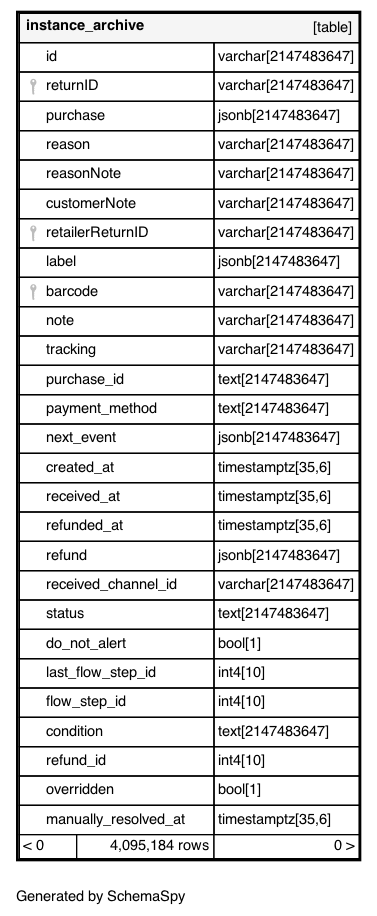 instance_archive [table]
id varchar[2147483647]
returnID varchar[2147483647]
purchase jsonb[2147483647]
reason varchar[2147483647]
reasonNote varchar[2147483647]
customerNote varchar[2147483647]
retailerReturnID varchar[2147483647]
label jsonb[2147483647]
barcode varchar[2147483647]
note varchar[2147483647]
tracking varchar[2147483647]
purchase_id text[2147483647]
payment_method text[2147483647]
next_event jsonb[2147483647]
created_at timestamptz[35,6]
received_at timestamptz[35,6]
refunded_at timestamptz[35,6]
refund jsonb[2147483647]
received_channel_id varchar[2147483647]
status text[2147483647]
do_not_alert bool[1]
last_flow_step_id int4[10]
flow_step_id int4[10]
condition text[2147483647]
refund_id int4[10]
overridden bool[1]
manually_resolved_at timestamptz[35,6]
< 0 4,095,184 rows 0 >
Generated by SchemaSpy